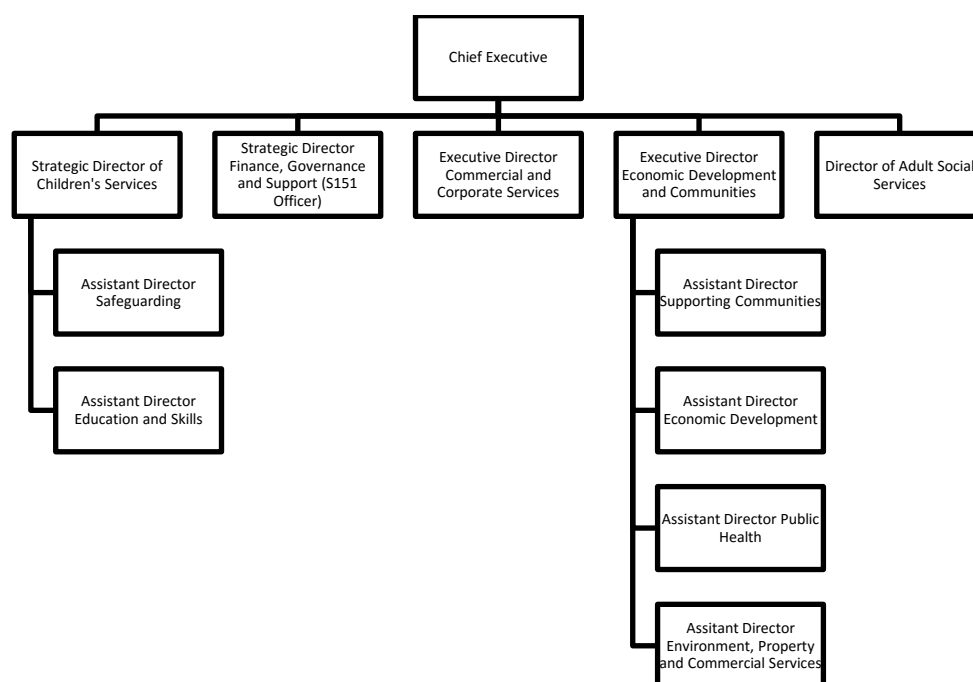 Chief Executive
Strategic Director of
Children's Services
Strategic Director
Finance, Governance
and Support (S151
Officer)
Executive Director
Commercial and
Corporate Services
Executive Director
Economic Development
and Communities
Director of Adult Social
Services
Assistant Director
Safeguarding
Assistant Director
Education and Skills
Assistant Director
Supporting Communities
Assistant Director
Economic Development
Assistant Director Public
Health
Assitant Director
Environment, Property
and Commercial Services